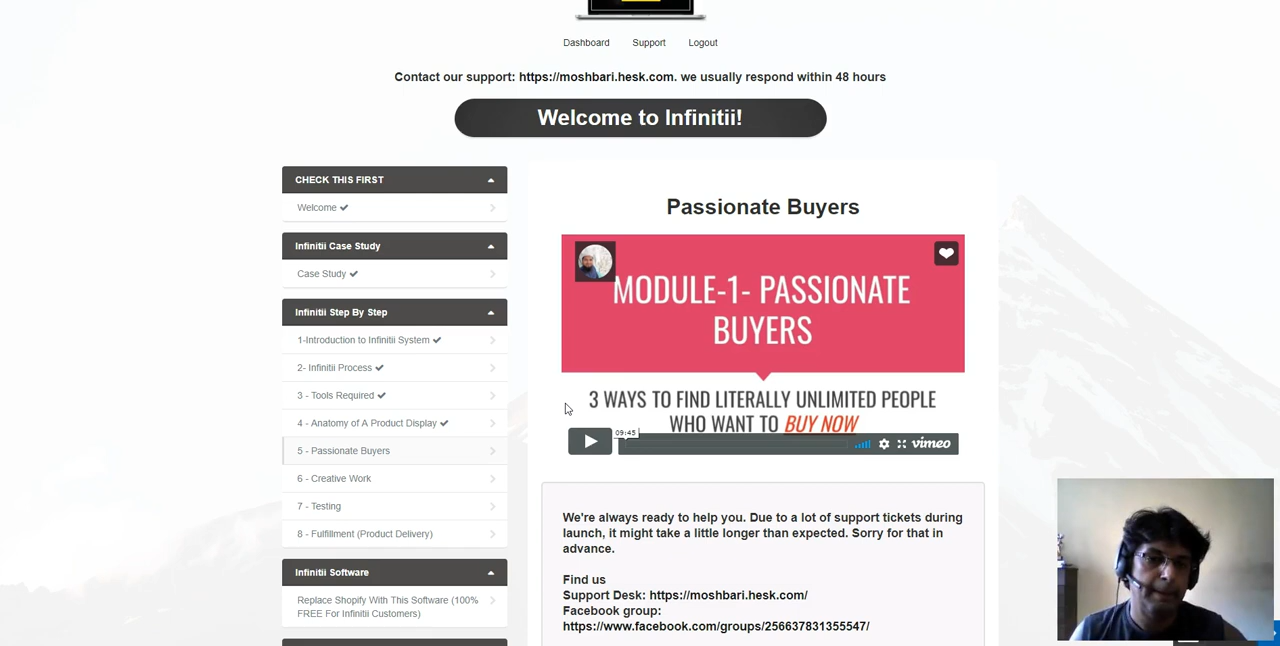 Dashboard
Support
Logout
Contact our support: https://moshbari.hesk.com. we usually respond within 48 hours
Welcome to Infinitii!
CHECK THIS FIRST
Welcome
Infinitii Case Study
Case Study
Infinitii Step By Step
1-Introduction to Infinitii System
2- Infinitii Process
3 - Tools Required
4 - Anatomy of A Product Display
5 - Passionate Buyers
6 - Creative Work
7 - Testing
8 - Fulfillment (Product Delivery)
Infinitii Software
Replace Shopify With This Software (100%
FREE For Infinitii Customers)
Passionate Buyers
MODULE-1- PASSIONATE
BUYERS
3 WAYS TO FIND LITERALLY UNLIMITED PEOPLE
WHO WANT TO BUY NOW
09:45
vimeo
We're always ready to help you. Due to a lot of support tickets during
launch, it might take a little longer than expected. Sorry for that in
advance.
Find us
Support Desk: https://moshbari.hesk.com/
Facebook group:
https://www.facebook.com/groups/256637831355547/